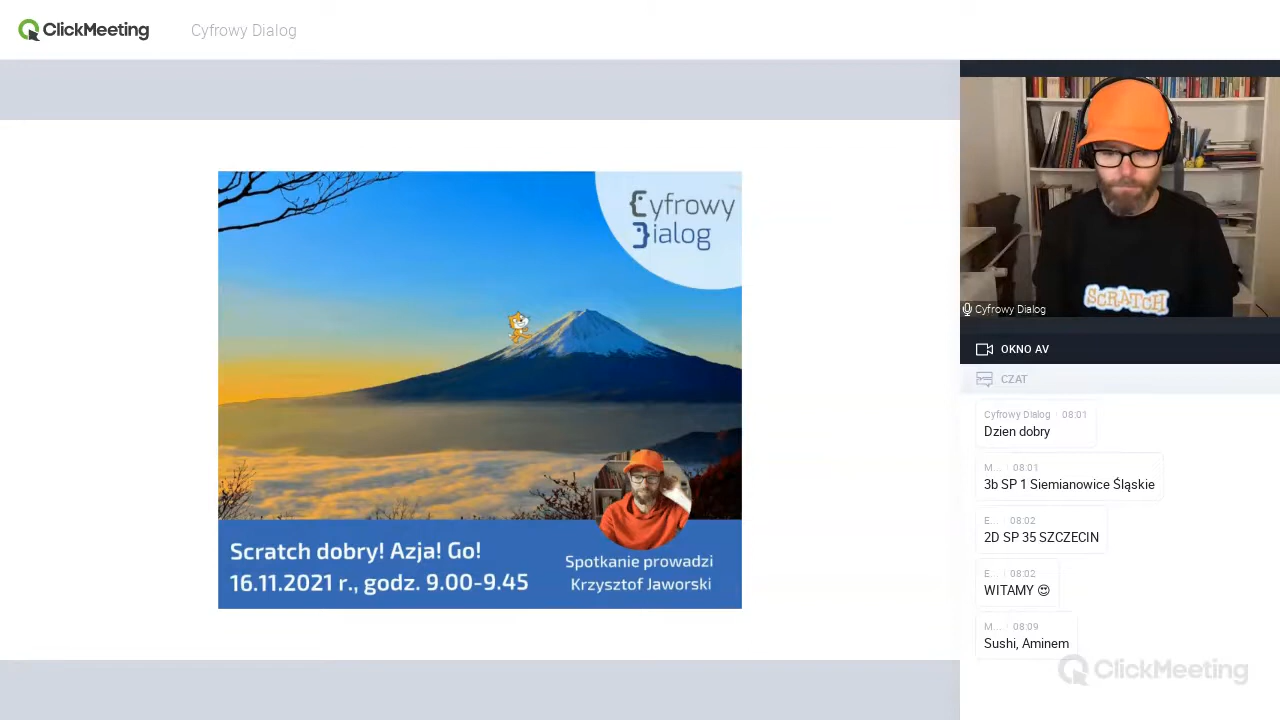 ClickMeeting
Cyfrowy Dialog
Cyfrowy
Dialog
Scratch dobry! Azja! Go!
16.11.2021 r., godz. 9.00-9.45
Spotkanie prowadzi
Krzysztof Jaworski
SCRATCH
Cyfrowy Dialog
OKNO AV
CZAT
Cyfrowy Dialog · 08:01
Dzien dobry
M... · 08:01
3b SP 1 Siemianowice Śląskie
E... · 08:02
2D SP 35 SZCZECIN
E... · 08:02
WITAMY 😍
M... · 08:09
Sushi, Aminem
ClickMeeting